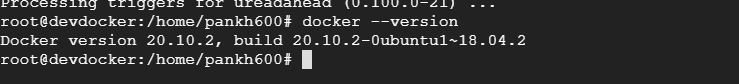 Processing triggers for ureadahead (0.100.0-21) ...
root@devdocker:/home/pankh600# docker --version
Docker version 20.10.2, build 20.10.2-0ubuntu1~18.04.2
root@devdocker:/home/pankh600#